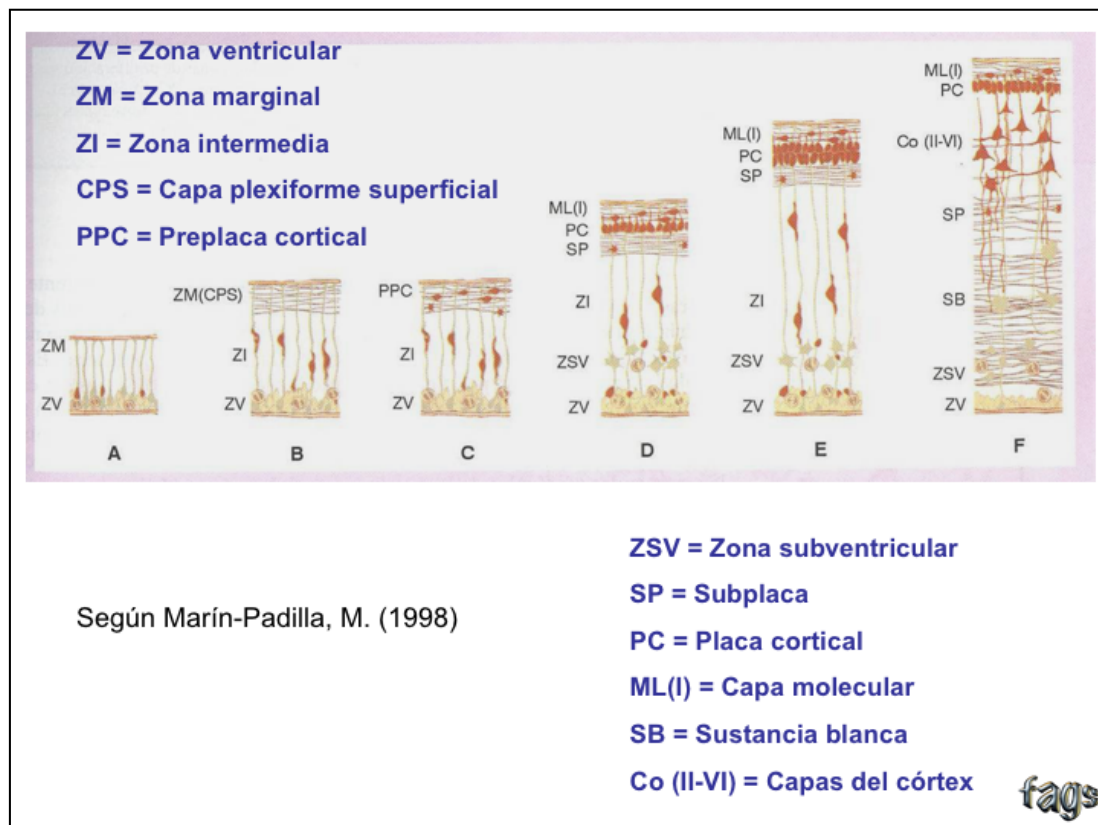 ZV = Zona ventricular
ZM = Zona marginal
ZI = Zona intermedia
CPS = Capa plexiforme superficial
PPC = Preplaca cortical
ZM
ZV
A
ZM(CPS)
ZI
ZV
B
PPC
ZI
ZV
C
ML(I)
PC
SP
ZI
ZSV
ZV
D
ML(I)
PC
SP
ZI
ZSV
ZV
E
ML(I)
PC
Co (II-VI)
SP
SB
ZSV
ZV
F
Según Marín-Padilla, M. (1998)
ZSV = Zona subventricular
SP = Subplaca
PC = Placa cortical
ML(I) = Capa molecular
SB = Sustancia blanca
Co (II-VI) = Capas del córtex
fags